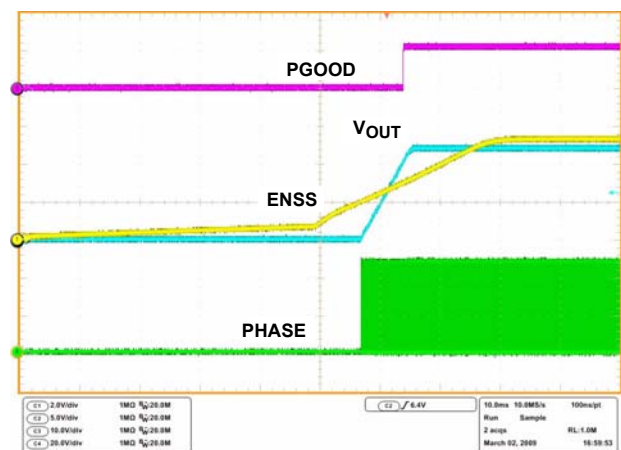 PGOOD
VOUT
ENSS
PHASE
C1 2.0V/div 1MΩ BW:20.0M
C2 5.0V/div 1MΩ BW:20.0M
C3 10.0V/div 1MΩ BW:20.0M
C4 20.0V/div 1MΩ BW:20.0M
C2 6.4V
10.0ms 10.0MS/s 100ns/pt
Run Sample
2 acqs RL:1.0M
March 02, 2009 16:59:53